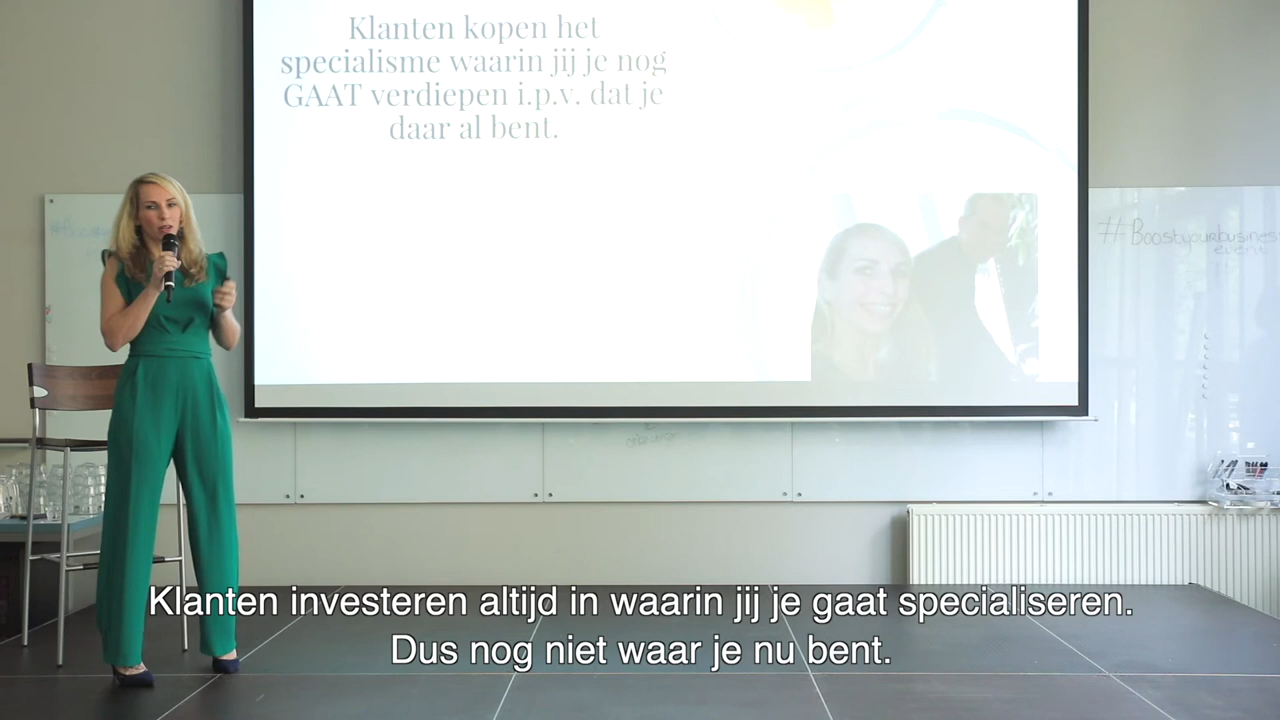 Klanten kopen het
specialisme waarin jij je nog
GAAT verdiepen i.p.v. dat je
daar al bent.
#Boostyourbusiness
event
Klanten investeren altijd in waarin jij je gaat specialiseren.
Dus nog niet waar je nu bent.